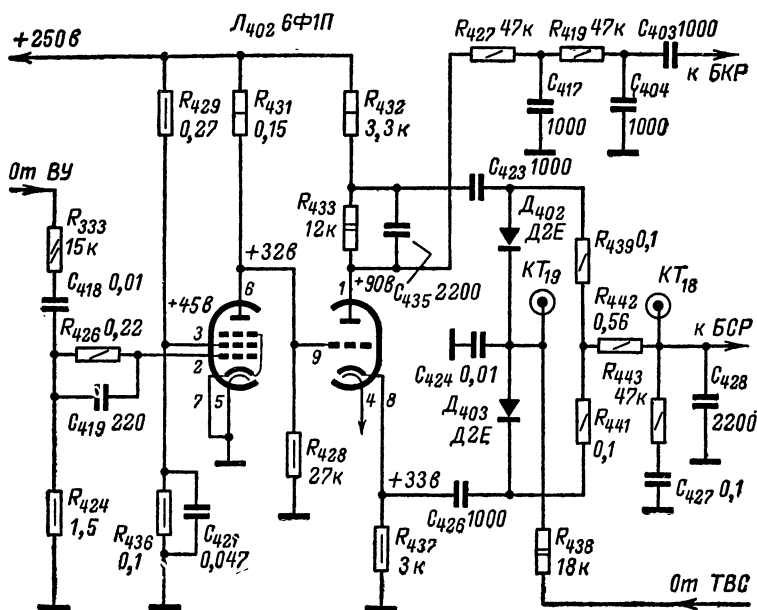 Л402 6Ф1П
+250в
R427 47к
R419 47к
C403 1000
к БКР
R429
0,27
R431
0,15
R432
3,3к
C417
1000
C404
1000
C423 1000
От ВУ
R333
15к
C418 0,01
R433
12к
Д402
Д2Е
R439 0,1
+32в
+90в
C435 2200
КТ19
КТ18
6
1
+45в
R426 0,22
3
2
9
R442
0,56
к БСР
C424 0,01
R443
47к
C428
2200
7
5
4
8
C419 220
Д403
Д2Е
R441
0,1
R428
27к
+33в
R424
1,5
C426 1000
C427 0,1
R436
0,1
0,047
R437
3к
R438
18к
От ТВС